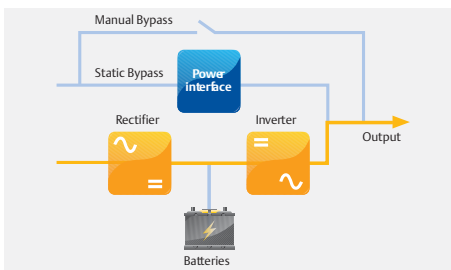 Manual Bypass
Static Bypass
Power
interface
Rectifier
Inverter
Output
Batteries